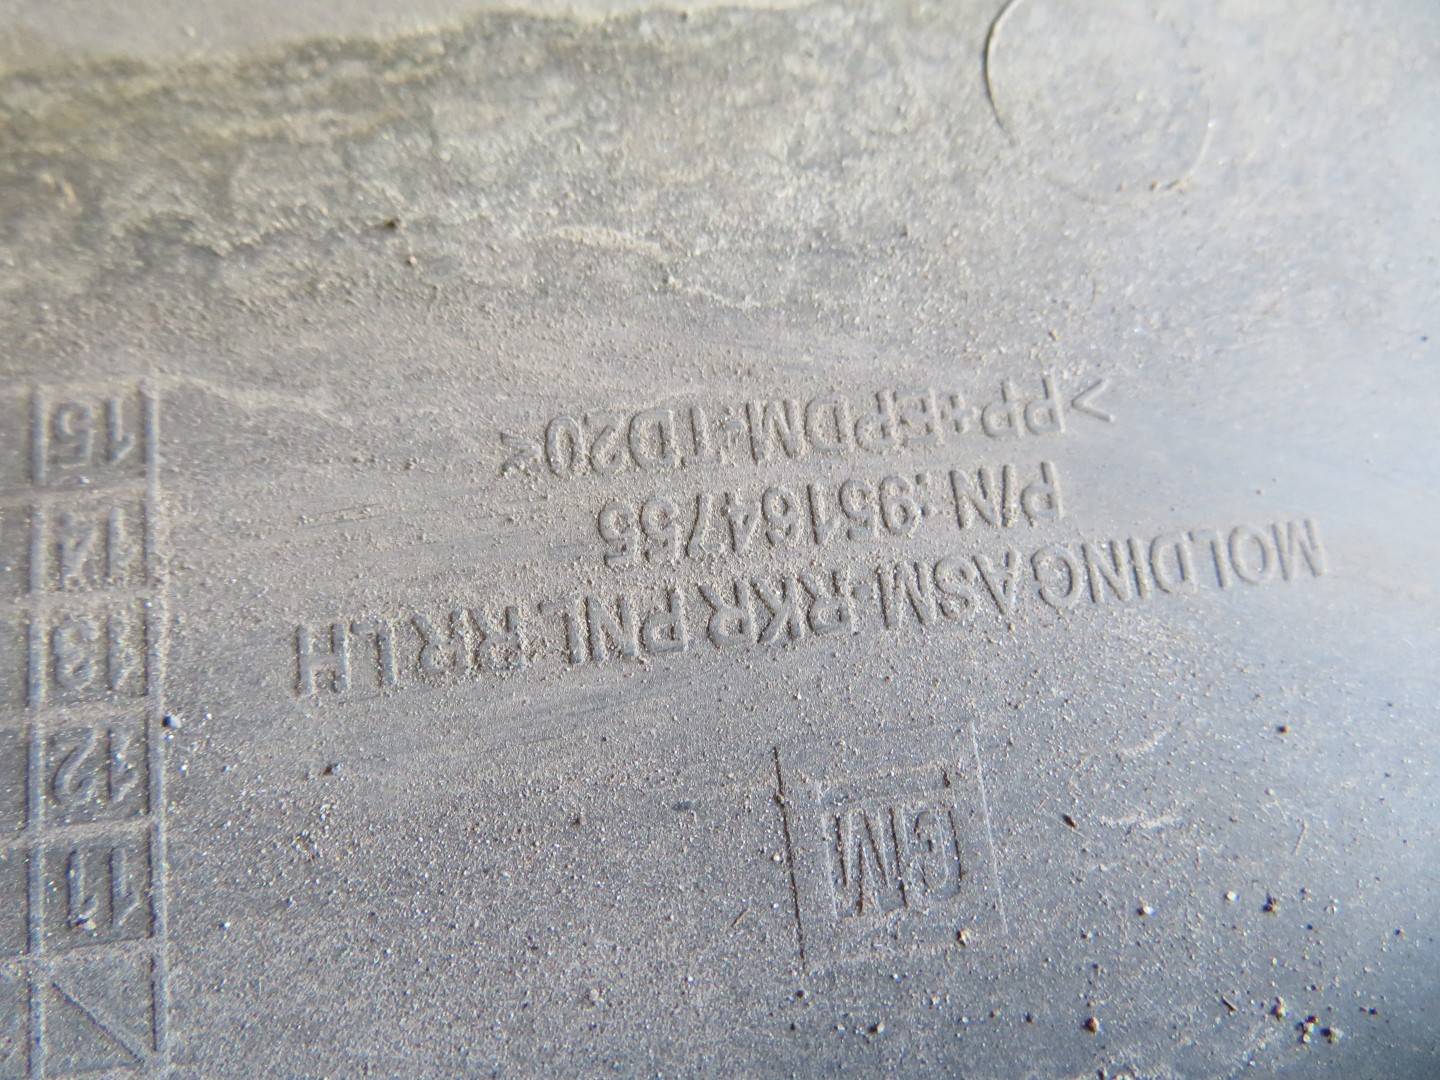 GM
MOLDING ASM-RKR PNL RR LH
P/N :95164755
>PP+EPDM-TD20<
11
12
13
14
15